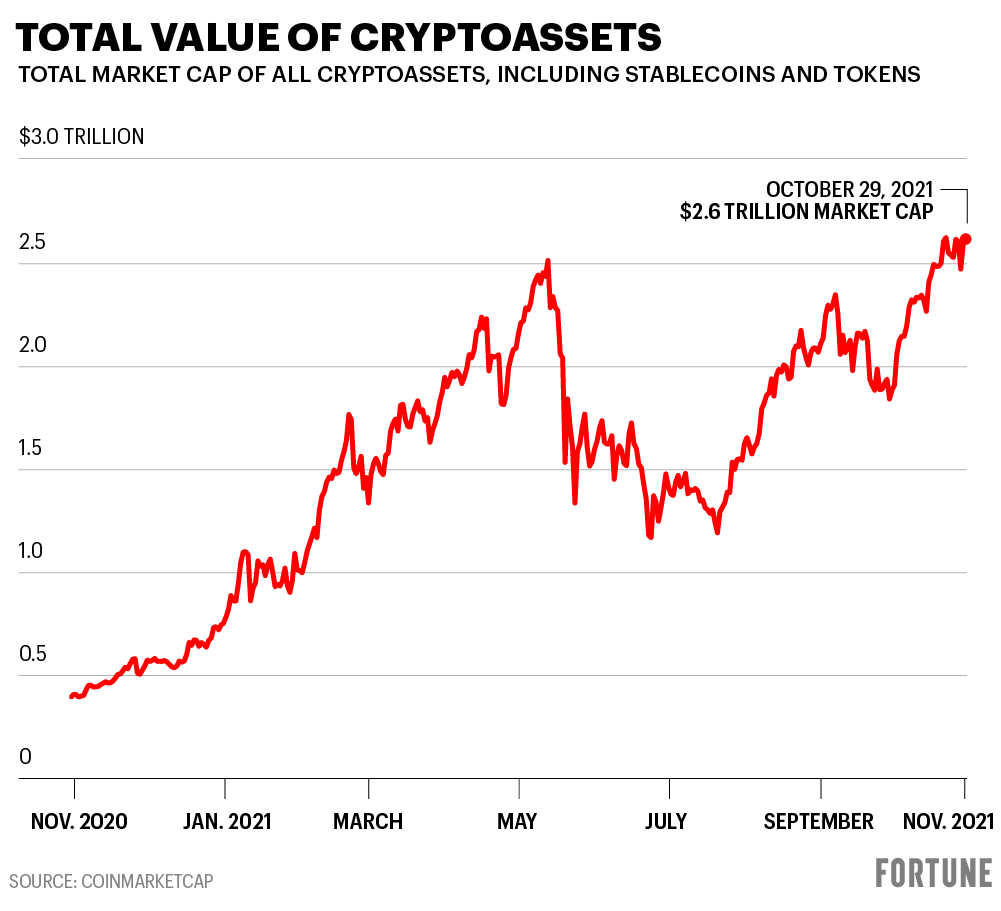 TOTAL VALUE OF CRYPTOASSETS
TOTAL MARKET CAP OF ALL CRYPTOASSETS, INCLUDING STABLECOINS AND TOKENS
$3.0 TRILLION
OCTOBER 29, 2021
$2.6 TRILLION MARKET CAP
2.5
2.0
1.5
1.0
0.5
0
NOV. 2020 JAN. 2021 MARCH MAY JULY SEPTEMBER NOV. 2021
SOURCE: COINMARKETCAP
FORTUNE